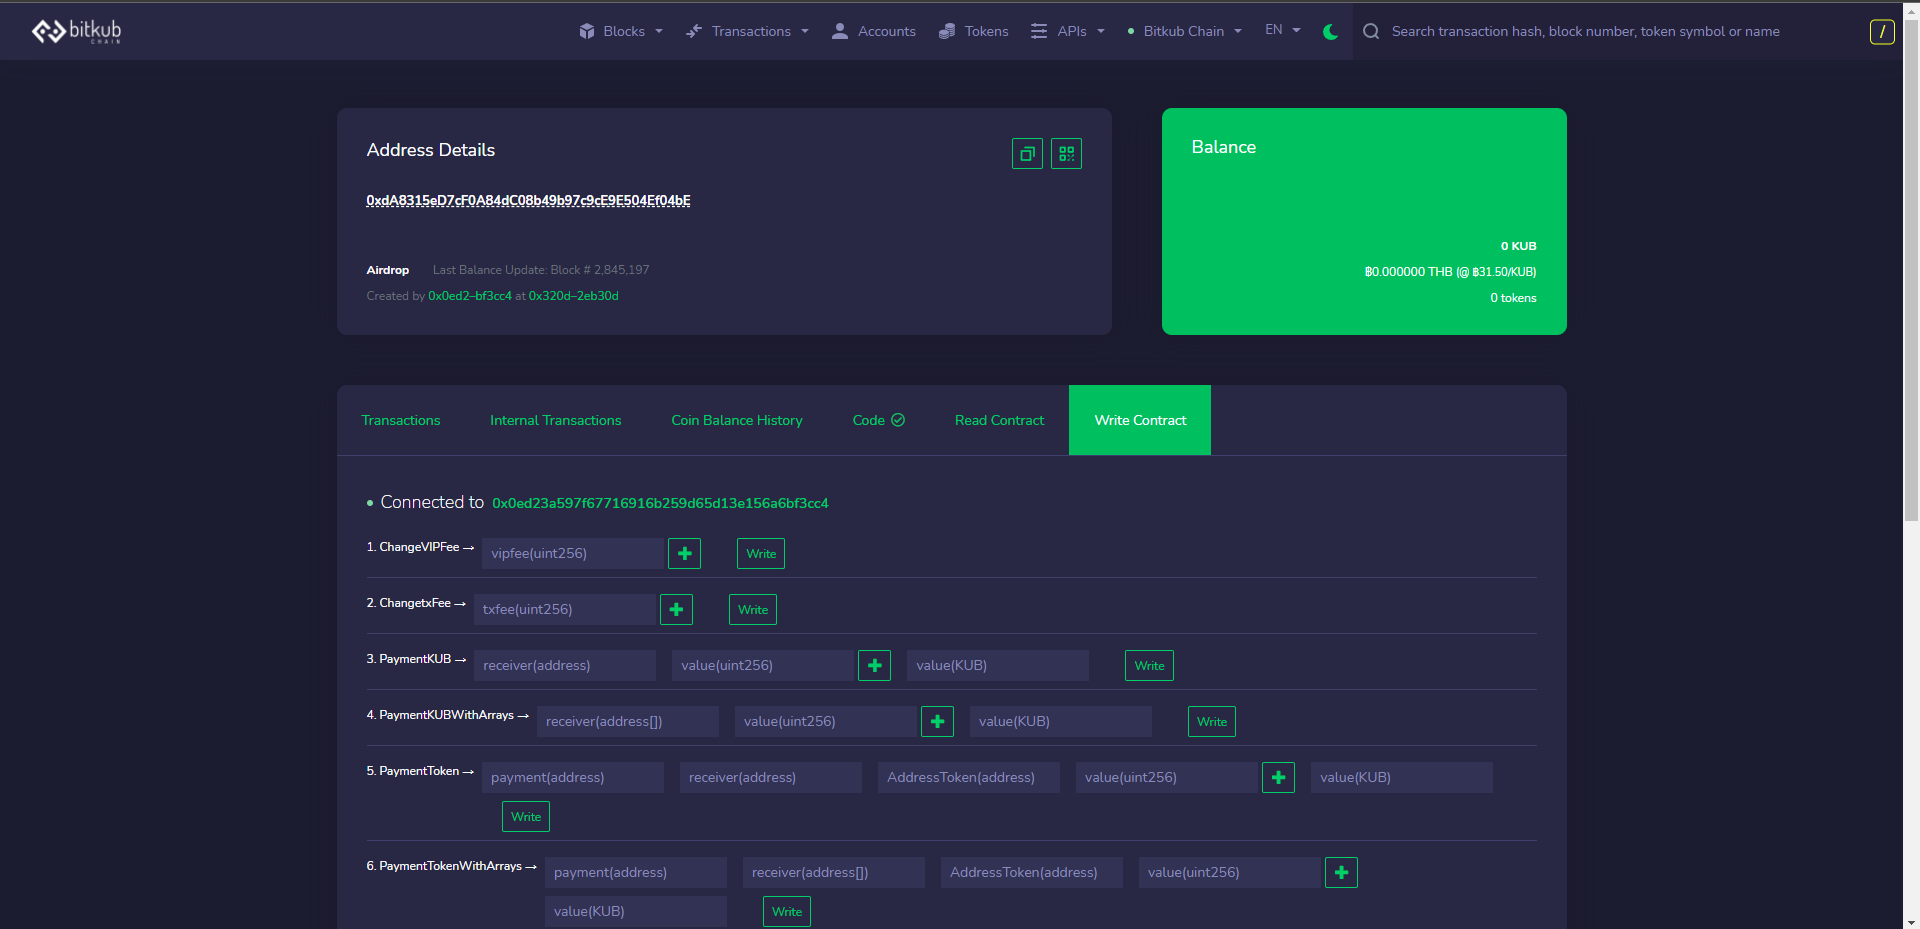 bitkub
CHAIN
Blocks Transactions Accounts Tokens APIs Bitkub Chain EN Search transaction hash, block number, token symbol or name /
Address Details
0xdA8315eD7cF0A84dC08b49b97c9cE9E504Ef04bE
Airdrop Last Balance Update: Block # 2,845,197
Created by 0x0ed2–bf3cc4 at 0x320d–2eb30d
Balance
0 KUB
฿0.000000 THB (@ ฿31.50/KUB)
0 tokens
Transactions Internal Transactions Coin Balance History Code Read Contract Write Contract
Connected to 0x0ed23a597f67716916b259d65d13e156a6bf3cc4
1. ChangeVIPFee → vipfee(uint256) Write
2. ChangetxFee → txfee(uint256) Write
3. PaymentKUB → receiver(address) value(uint256) value(KUB) Write
4. PaymentKUBWithArrays → receiver(address[]) value(uint256) value(KUB) Write
5. PaymentToken → payment(address) receiver(address) AddressToken(address) value(uint256) value(KUB)
Write
6. PaymentTokenWithArrays → payment(address) receiver(address[]) AddressToken(address) value(uint256)
value(KUB) Write